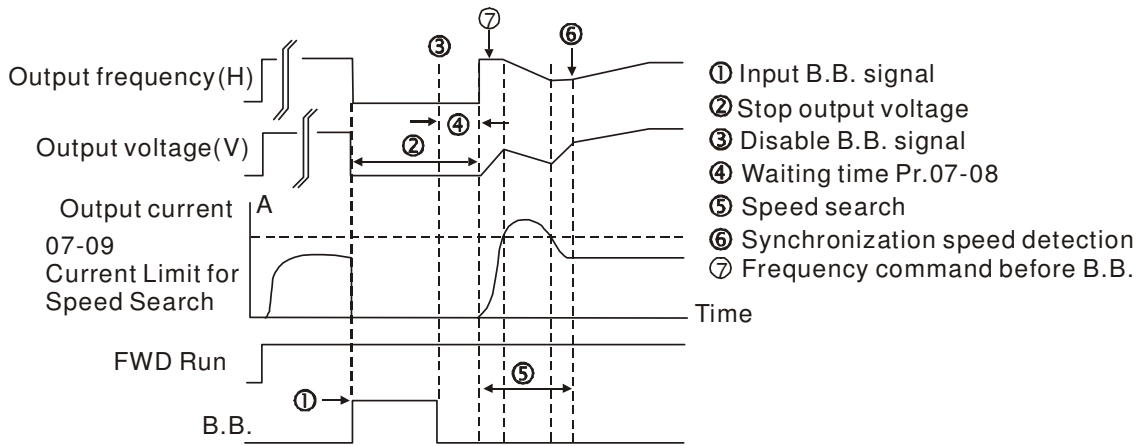 ⑦
③
⑥
Output frequency(H)
④
Output voltage(V)
②
Output current
A
07-09
Current Limit for
Speed Search
Time
FWD Run
⑤
①
B.B.
① Input B.B. signal
② Stop output voltage
③ Disable B.B. signal
④ Waiting time Pr.07-08
⑤ Speed search
⑥ Synchronization speed detection
⑦ Frequency command before B.B.